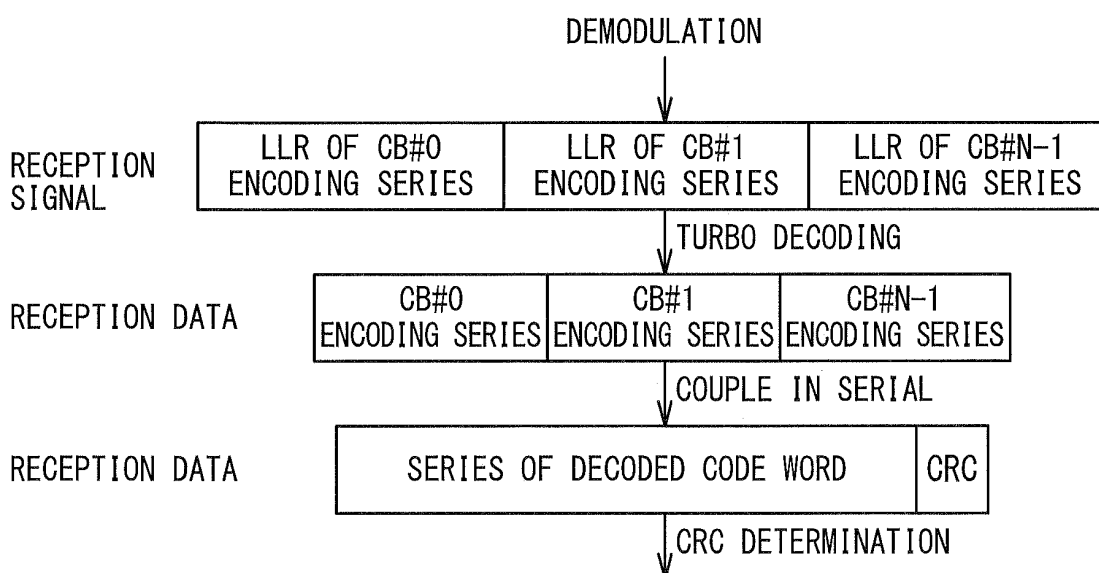 DEMODULATION
RECEPTION
SIGNAL
LLR OF CB#0
ENCODING SERIES
LLR OF CB#1
ENCODING SERIES
LLR OF CB#N-1
ENCODING SERIES
TURBO DECODING
RECEPTION DATA
CB#0
ENCODING SERIES
CB#1
ENCODING SERIES
CB#N-1
ENCODING SERIES
COUPLE IN SERIAL
RECEPTION DATA
SERIES OF DECODED CODE WORD
CRC
CRC DETERMINATION